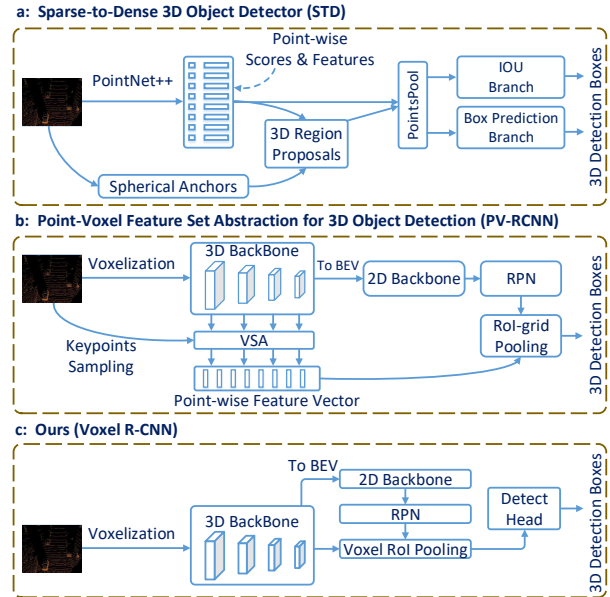 a: Sparse-to-Dense 3D Object Detector (STD)
Point-wise
Scores & Features
PointNet++
3D Region
Proposals
Spherical Anchors
PointsPool
IOU
Branch
Box Prediction
Branch
3D Detection Boxes
b: Point-Voxel Feature Set Abstraction for 3D Object Detection (PV-RCNN)
Voxelization
3D BackBone
To BEV
2D Backbone
RPN
Keypoints
Sampling
VSA
RoI-grid
Pooling
Point-wise Feature Vector
3D Detection Boxes
c: Ours (Voxel R-CNN)
To BEV
2D Backbone
Voxelization
3D BackBone
RPN
Voxel RoI Pooling
Detect
Head
3D Detection Boxes